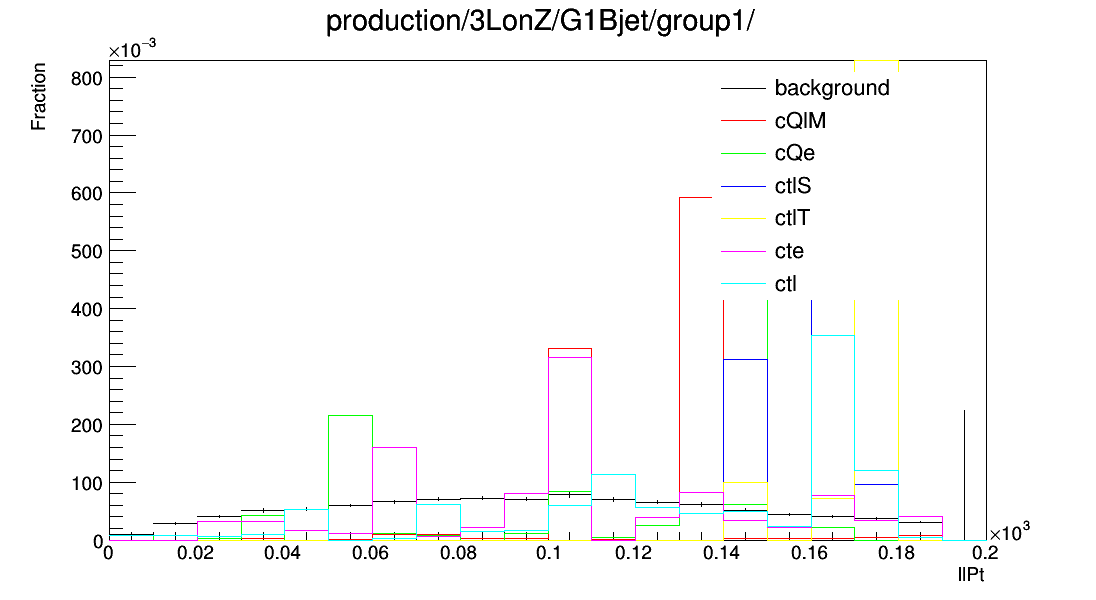 production/3LonZ/G1Bjet/group1/
×10⁻³
Fraction
800
700
600
500
400
300
200
100
0
background
cQlM
cQe
ctlS
ctlT
cte
ctl
0 0.02 0.04 0.06 0.08 0.1 0.12 0.14 0.16 0.18 0.2
×10³
llPt